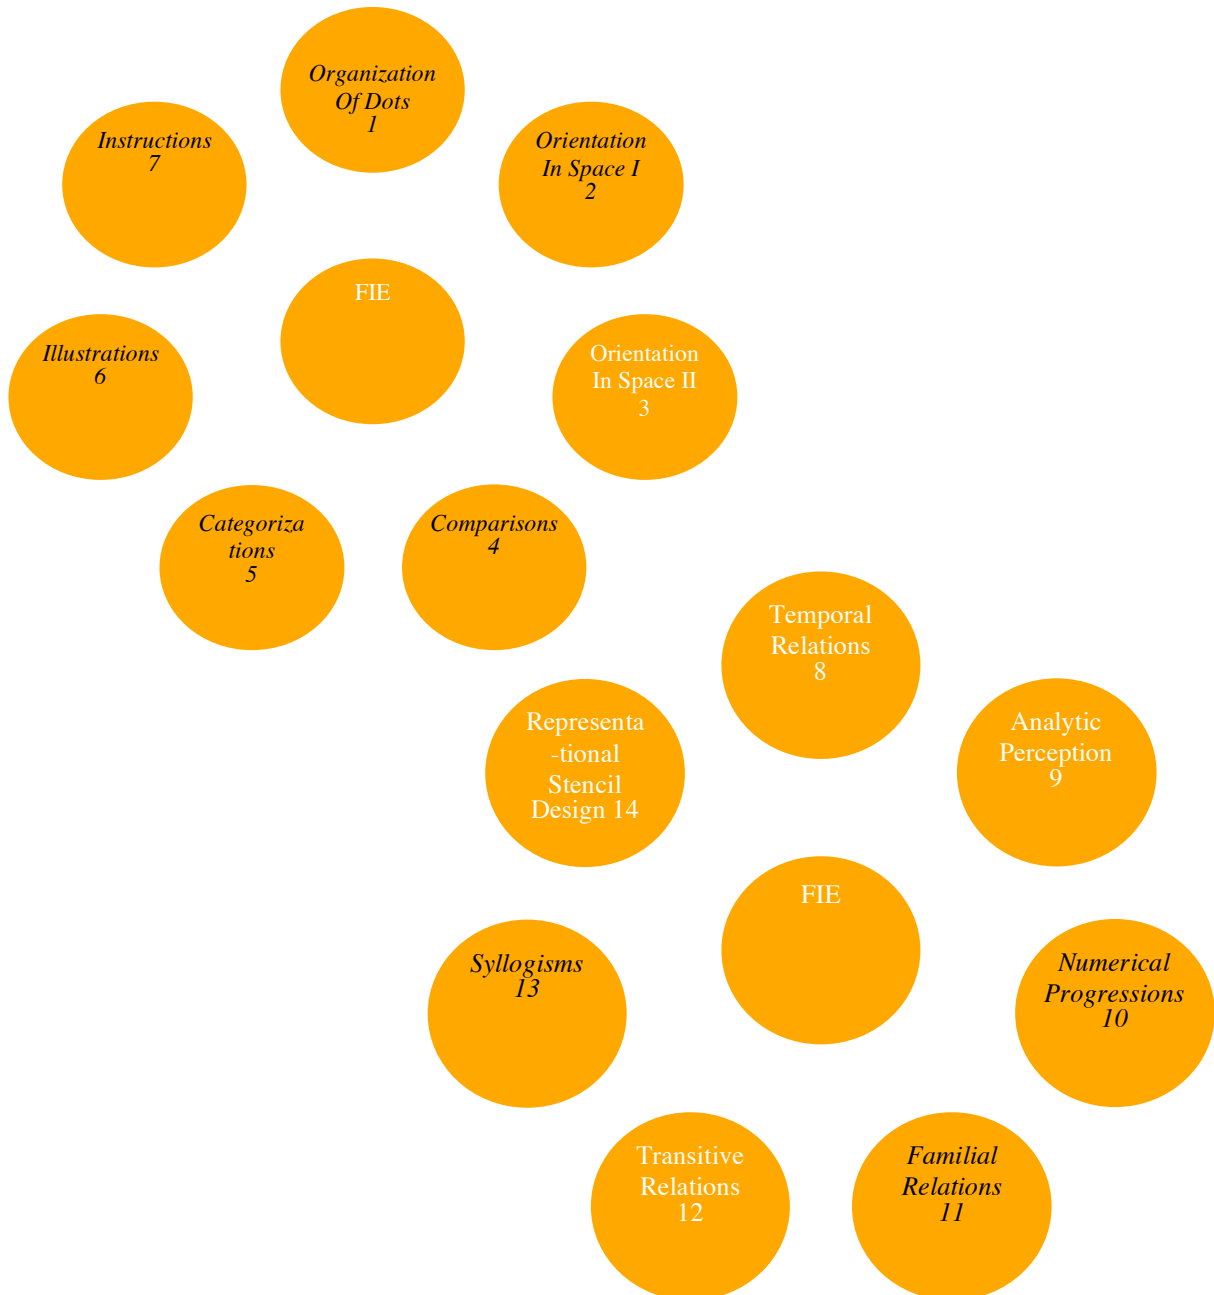 Organization
Of Dots
1
Instructions
7
Orientation
In Space I
2
FIE
Illustrations
6
Orientation
In Space II
3
Categoriza
tions
5
Comparisons
4
Temporal
Relations
8
Representa
-tional
Stencil
Design 14
Analytic
Perception
9
FIE
Syllogisms
13
Numerical
Progressions
10
Transitive
Relations
12
Familial
Relations
11